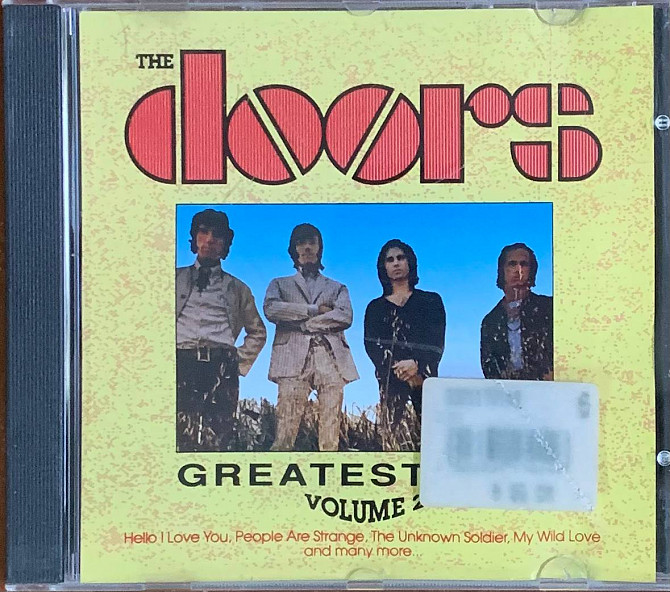 THE
doors
GREATEST
VOLUME 2
Hello I Love You, People Are Strange, The Unknown Soldier, My Wild Love
and many more...